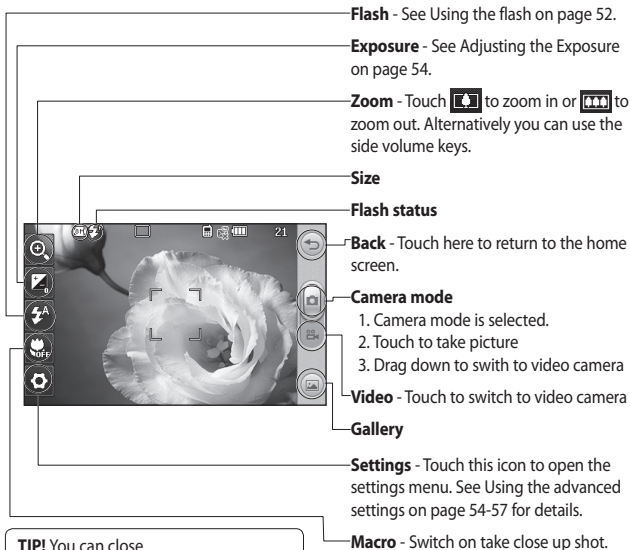 Flash - See Using the flash on page 52.
Exposure - See Adjusting the Exposure
on page 54.
Zoom - Touch to zoom in or to
zoom out. Alternatively you can use the
side volume keys.
Size
Flash status
Back - Touch here to return to the home
screen.
Camera mode
1. Camera mode is selected.
2. Touch to take picture
3. Drag down to swith to video camera
Video - Touch to switch to video camera
Gallery
Settings - Touch this icon to open the
settings menu. See Using the advanced
settings on page 54-57 for details.
Macro - Switch on take close up shot.
8M
21
0
A
OFF
TIP! You can close